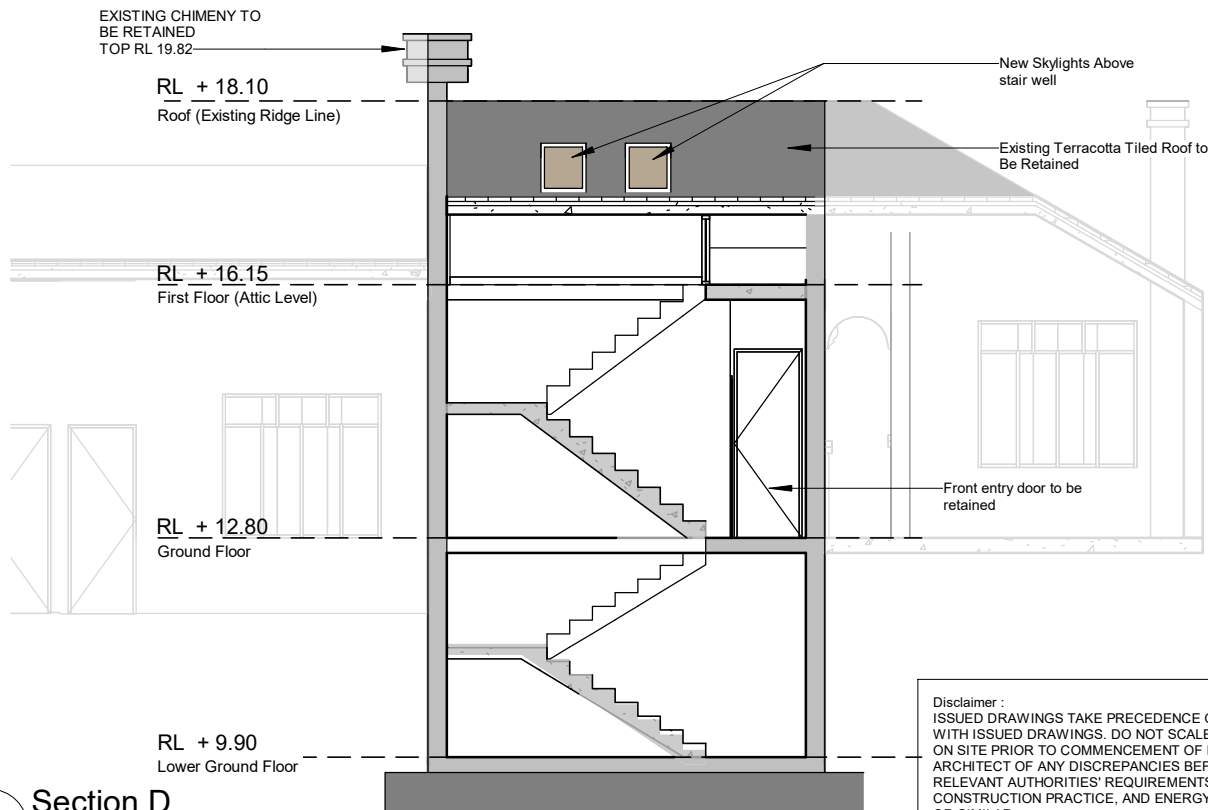 EXISTING CHIMENY TO
BE RETAINED
TOP RL 19.82
RL + 18.10
Roof (Existing Ridge Line)
New Skylights Above
stair well
Existing Terracotta Tiled Roof to
Be Retained
RL + 16.15
First Floor (Attic Level)
Front entry door to be
retained
RL + 12.80
Ground Floor
RL + 9.90
Lower Ground Floor
Section D
Disclaimer :
ISSUED DRAWINGS TAKE PRECEDENCE
WITH ISSUED DRAWINGS. DO NOT SCALE
ON SITE PRIOR TO COMMENCEMENT OF
ARCHITECT OF ANY DISCREPANCIES
RELEVANT AUTHORITIES' REQUIREMENTS
CONSTRUCTION PRACTICE, AND ENERGY